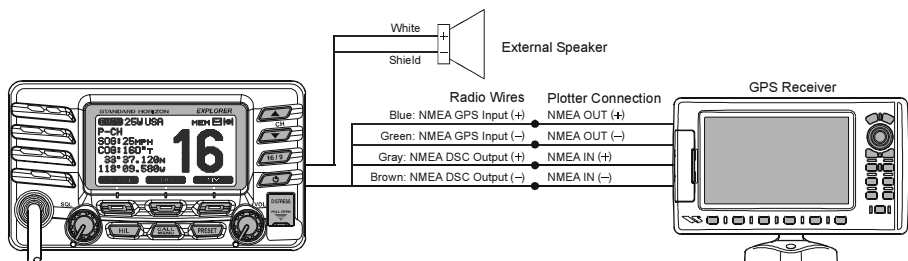 White
Shield
External Speaker
Radio Wires
Plotter Connection
Blue: NMEA GPS Input (+)
NMEA OUT (+)
Green: NMEA GPS Input (−)
NMEA OUT (−)
Gray: NMEA DSC Output (+)
NMEA IN (+)
Brown: NMEA DSC Output (−)
NMEA IN (−)
GPS Receiver
STANDARD HORIZON
EXPLORER
25W USA
MEM
P-CH
SOG: 25MPH
COG: 160°T
33°37.120N
118°09.580W
16
CH
16 / 9
SQL
VOL
DISTRESS
H/L
CALL
MENU
PRESET
+
−